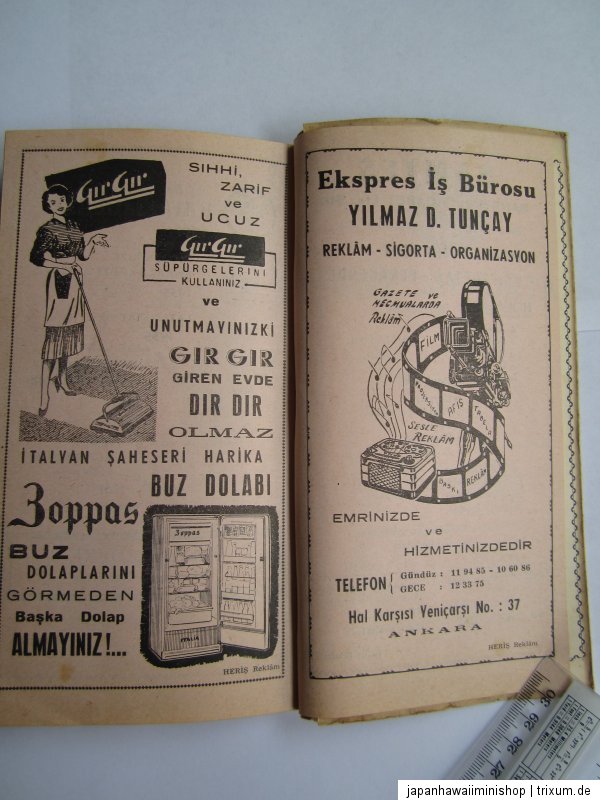 Gır Gır
SIHHİ,
ZARİF
ve
UCUZ
Gır Gır
SÜPÜRGELERİNİ
KULLANINIZ
ve
UNUTMAYINIZKİ
GIR GIR
GİREN EVDE
DIR DIR
OLMAZ
İTALYAN ŞAHESERİ HARİKA
Zoppas BUZ DOLABI
BUZ
DOLAPLARINI
GÖRMEDEN
Başka Dolap
ALMAYINIZ!...
Zoppas
İTALIA
HERİŞ Reklâm
Ekspres İş Bürosu
YILMAZ D. TUNÇAY
REKLÂM - SİGORTA - ORGANİZASYON
GAZETE ve
MECMUALARDA
Reklâm
FİLM
AFİŞ
SESLİ
REKLÂM
BASKI
REKLÂM
EMRİNİZDE
ve
HİZMETİNİZDEDİR
TELEFON
Gündüz : 11 94 85 - 10 60 86
GECE : 12 33 75
Hal Karşısı Yeniçarşı No. : 37
ANKARA
HERİŞ Reklâm
27 28 29 30
japanhawaiiminishop | trixum.de